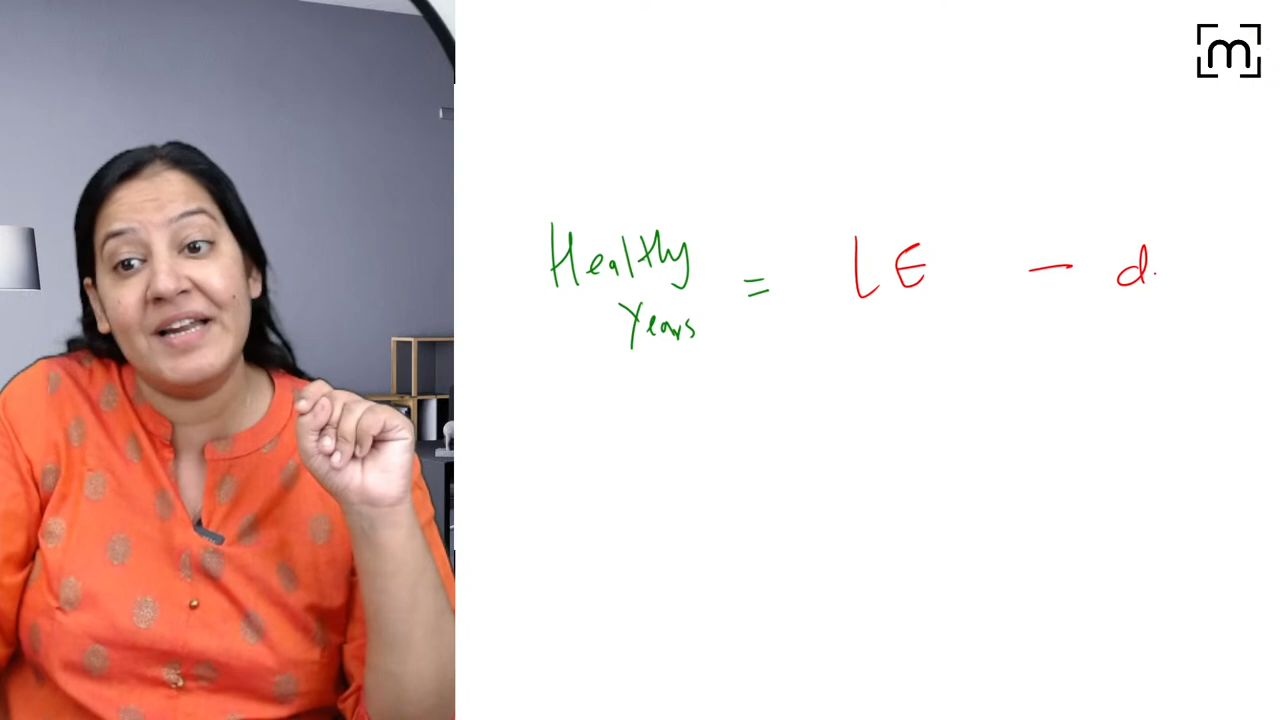 [m]
Healthy = LE - d.
Years